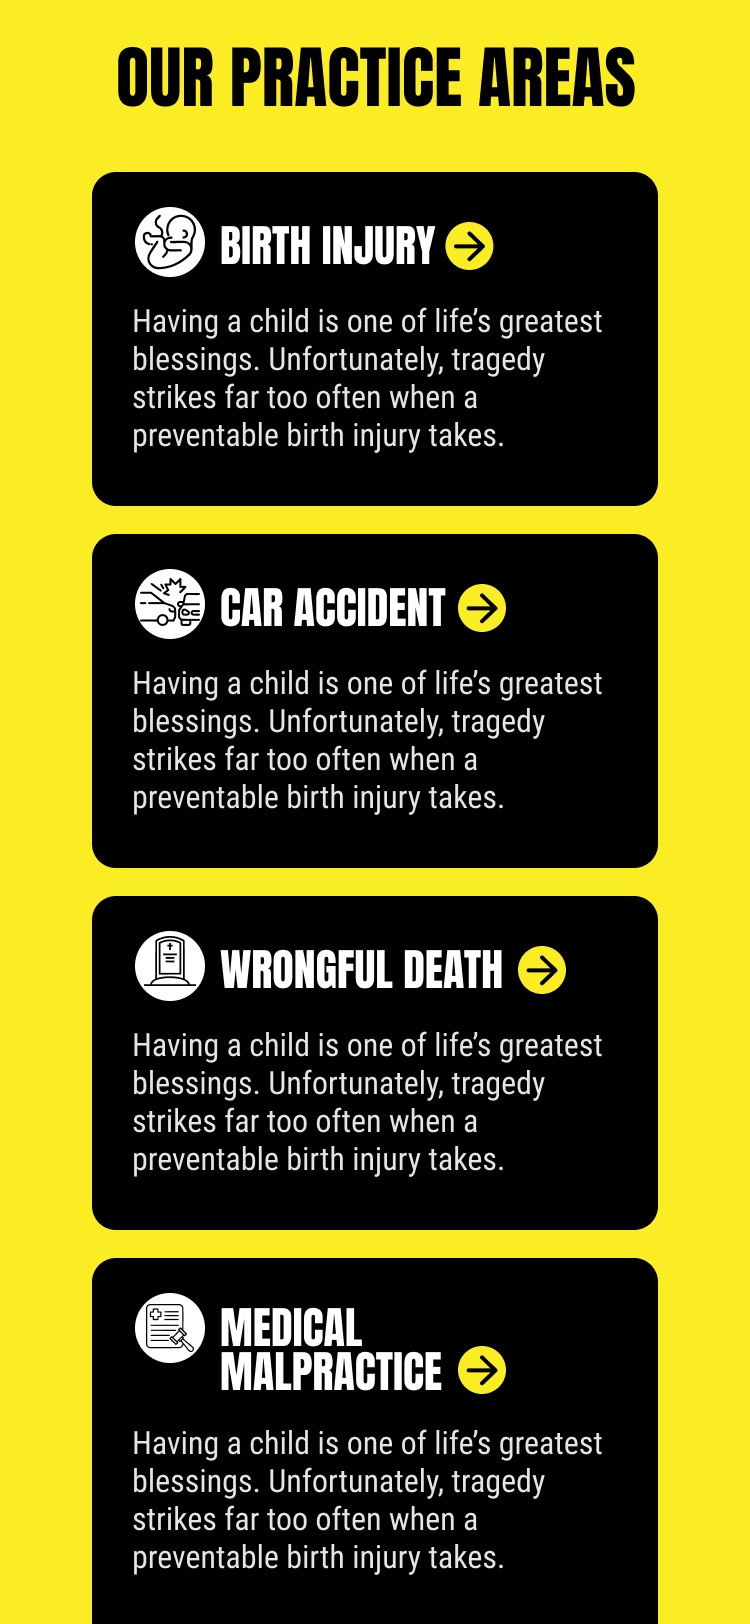 OUR PRACTICE AREAS
BIRTH INJURY
Having a child is one of life’s greatest
blessings. Unfortunately, tragedy
strikes far too often when a
preventable birth injury takes.
CAR ACCIDENT
Having a child is one of life’s greatest
blessings. Unfortunately, tragedy
strikes far too often when a
preventable birth injury takes.
WRONGFUL DEATH
Having a child is one of life’s greatest
blessings. Unfortunately, tragedy
strikes far too often when a
preventable birth injury takes.
MEDICAL
MALPRACTICE
Having a child is one of life’s greatest
blessings. Unfortunately, tragedy
strikes far too often when a
preventable birth injury takes.